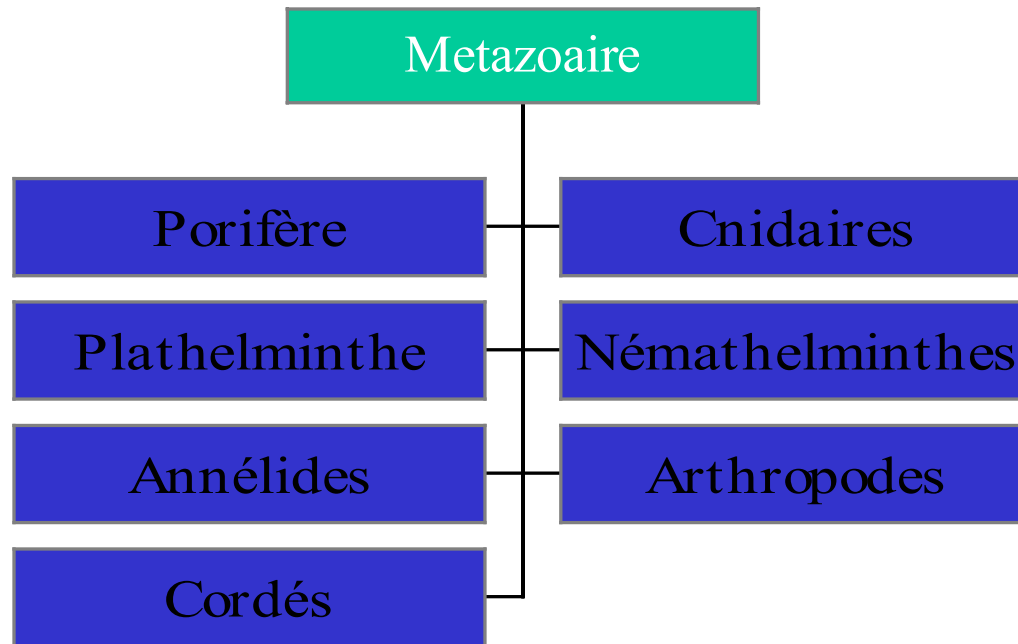 Metazoaire
Porifère
Cnidaires
Plathelminthe
Némathelminthes
Annélides
Arthropodes
Cordés